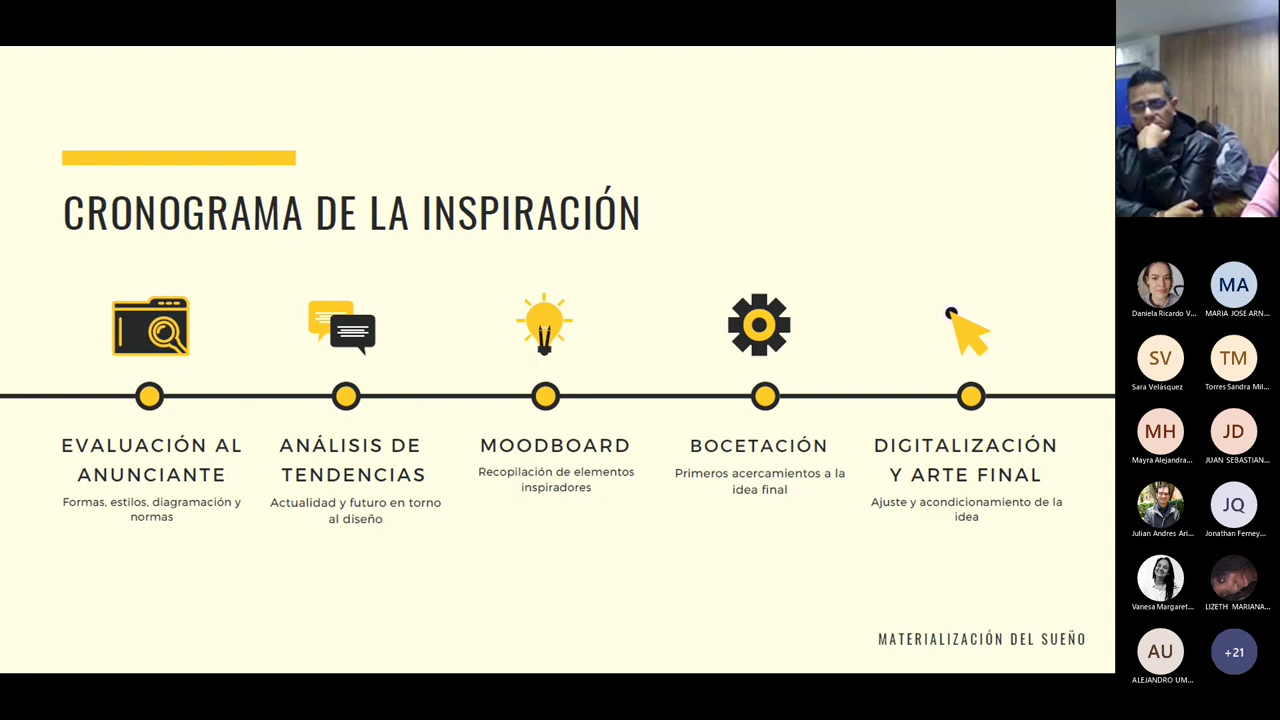 CRONOGRAMA DE LA INSPIRACIÓN
EVALUACIÓN AL
ANUNCIANTE
Formas, estilos, diagramación y
normas
ANÁLISIS DE
TENDENCIAS
Actualidad y futuro en torno
al diseño
MOODBOARD
Recopilación de elementos
inspiradores
BOCETACIÓN
Primeros acercamientos a la
idea final
DIGITALIZACIÓN
Y ARTE FINAL
Ajuste y acondicionamiento de la
idea
MATERIALIZACIÓN DEL SUEÑO
Daniela Ricardo V...
MA
MARIA JOSE ARN...
SV
Sara Velásquez
TM
Torres Sandra Mil...
MH
Mayra Alejandra...
JD
JUAN SEBASTIAN...
Julian Andres Ari...
JQ
Jonathan Ferney...
Vanesa Margaret...
LIZETH MARIANA...
AU
ALEJANDRO UM...
+21